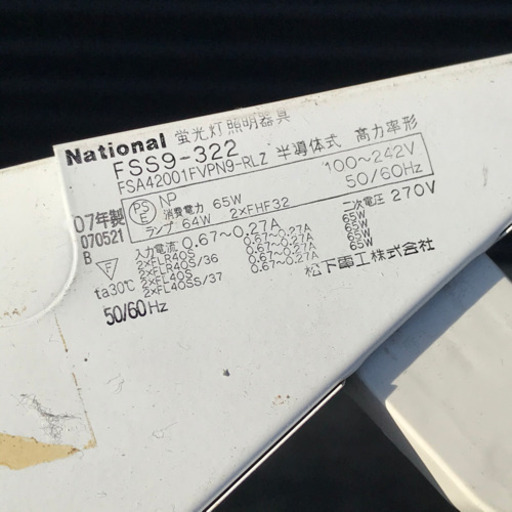 National 蛍光灯照明器具
FSS9-322
FSA42001FVPN9-RLZ 半導体式 高力率形
07年製
070521
B
PS E NP 100〜242V
消費電力 65W 50/60Hz
ランプ 64W 2×FHF32 二次電圧 270V
入力電流 0.67〜0.27A 65W
2×FLR40S 0.67〜0.27A 65W
2×FLR40S/36 0.67〜0.27A 65W
2×FL40S 0.67〜0.27A 65W
2×FL40SS/37 0.67〜0.27A 65W
F
ta30℃
50/60Hz
松下電工株式会社